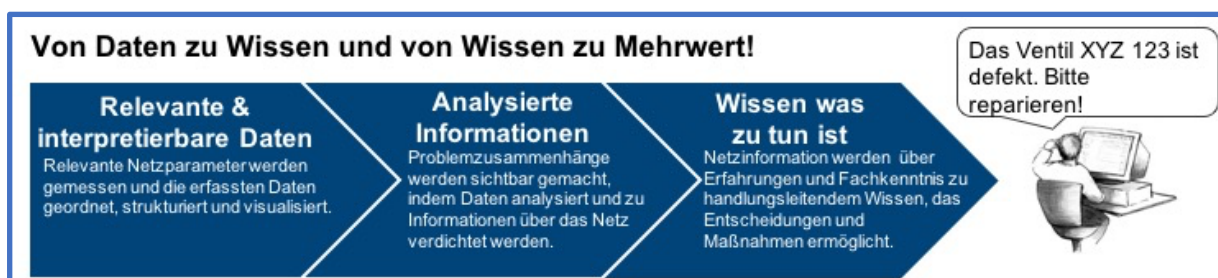 Von Daten zu Wissen und von Wissen zu Mehrwert!
Das Ventil XYZ 123 ist
defekt. Bitte
reparieren!
Relevante &
interpretierbare Daten
Relevante Netzparameter werden
gemessen und die erfassten Daten
geordnet, strukturiert und visualisiert.
Analysierte
Informationen
Problemzusammenhänge
werden sichtbar gemacht,
indem Daten analysiert und zu
Informationen über das Netz
verdichtet werden.
Wissen was
zu tun ist
Netzinformation werden über
Erfahrungen und Fachkenntnis zu
handlungsleitendem Wissen, das
Entscheidungen und
Maßnahmen ermöglicht.